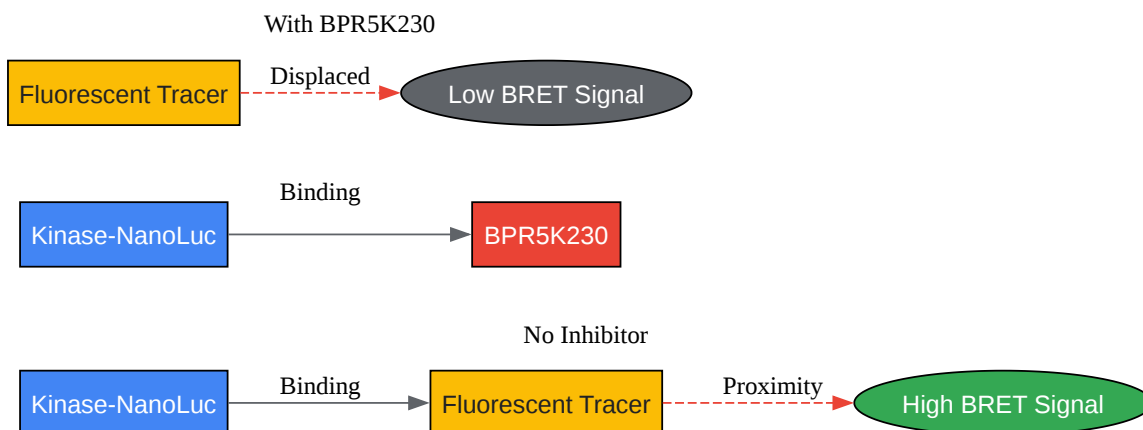 With BPR5K230
Fluorescent Tracer
Displaced
Low BRET Signal
Kinase-NanoLuc
Binding
BPR5K230
No Inhibitor
Kinase-NanoLuc
Binding
Fluorescent Tracer
Proximity
High BRET Signal